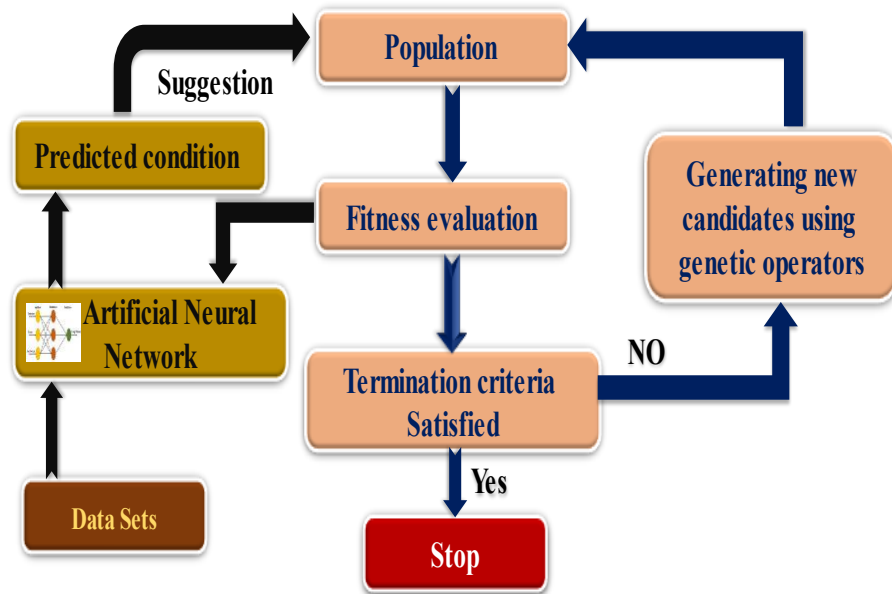 Population
Suggestion
Predicted condition
Fitness evaluation
Generating new
candidates using
genetic operators
Artificial Neural
Network
NO
Termination criteria
Satisfied
Yes
Data Sets
Stop